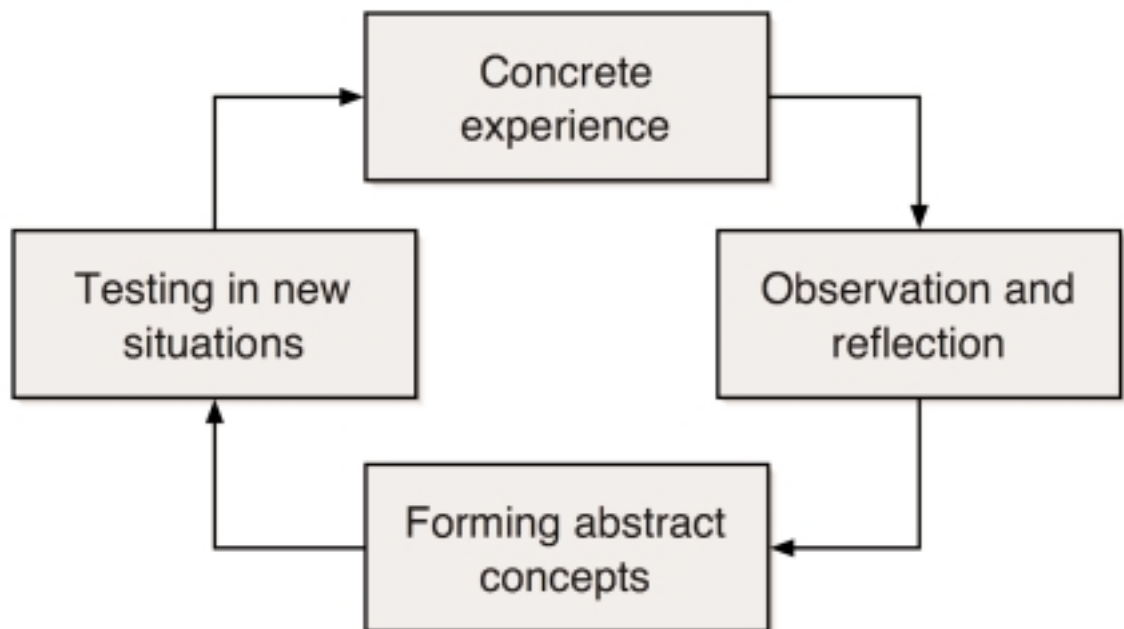 Concrete
experience
Testing in new
situations
Observation and
reflection
Forming abstract
concepts